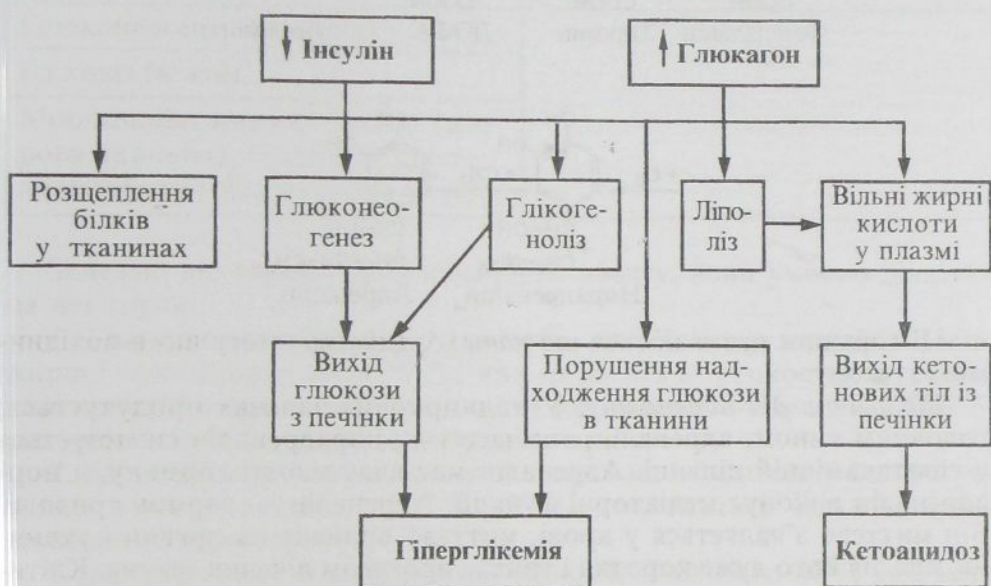 ↓ Інсулін
↑ Глюкагон
Розщеплення
білків
у тканинах
Глюконео-
генез
Глікоге-
ноліз
Ліпо-
ліз
Вільні жирні
кислоти
у плазмі
Вихід
глюкози
з печінки
Порушення над-
ходження глюкози
в тканини
Вихід кето-
нових тіл із
печінки
Гіперглікемія
Кетоацидоз